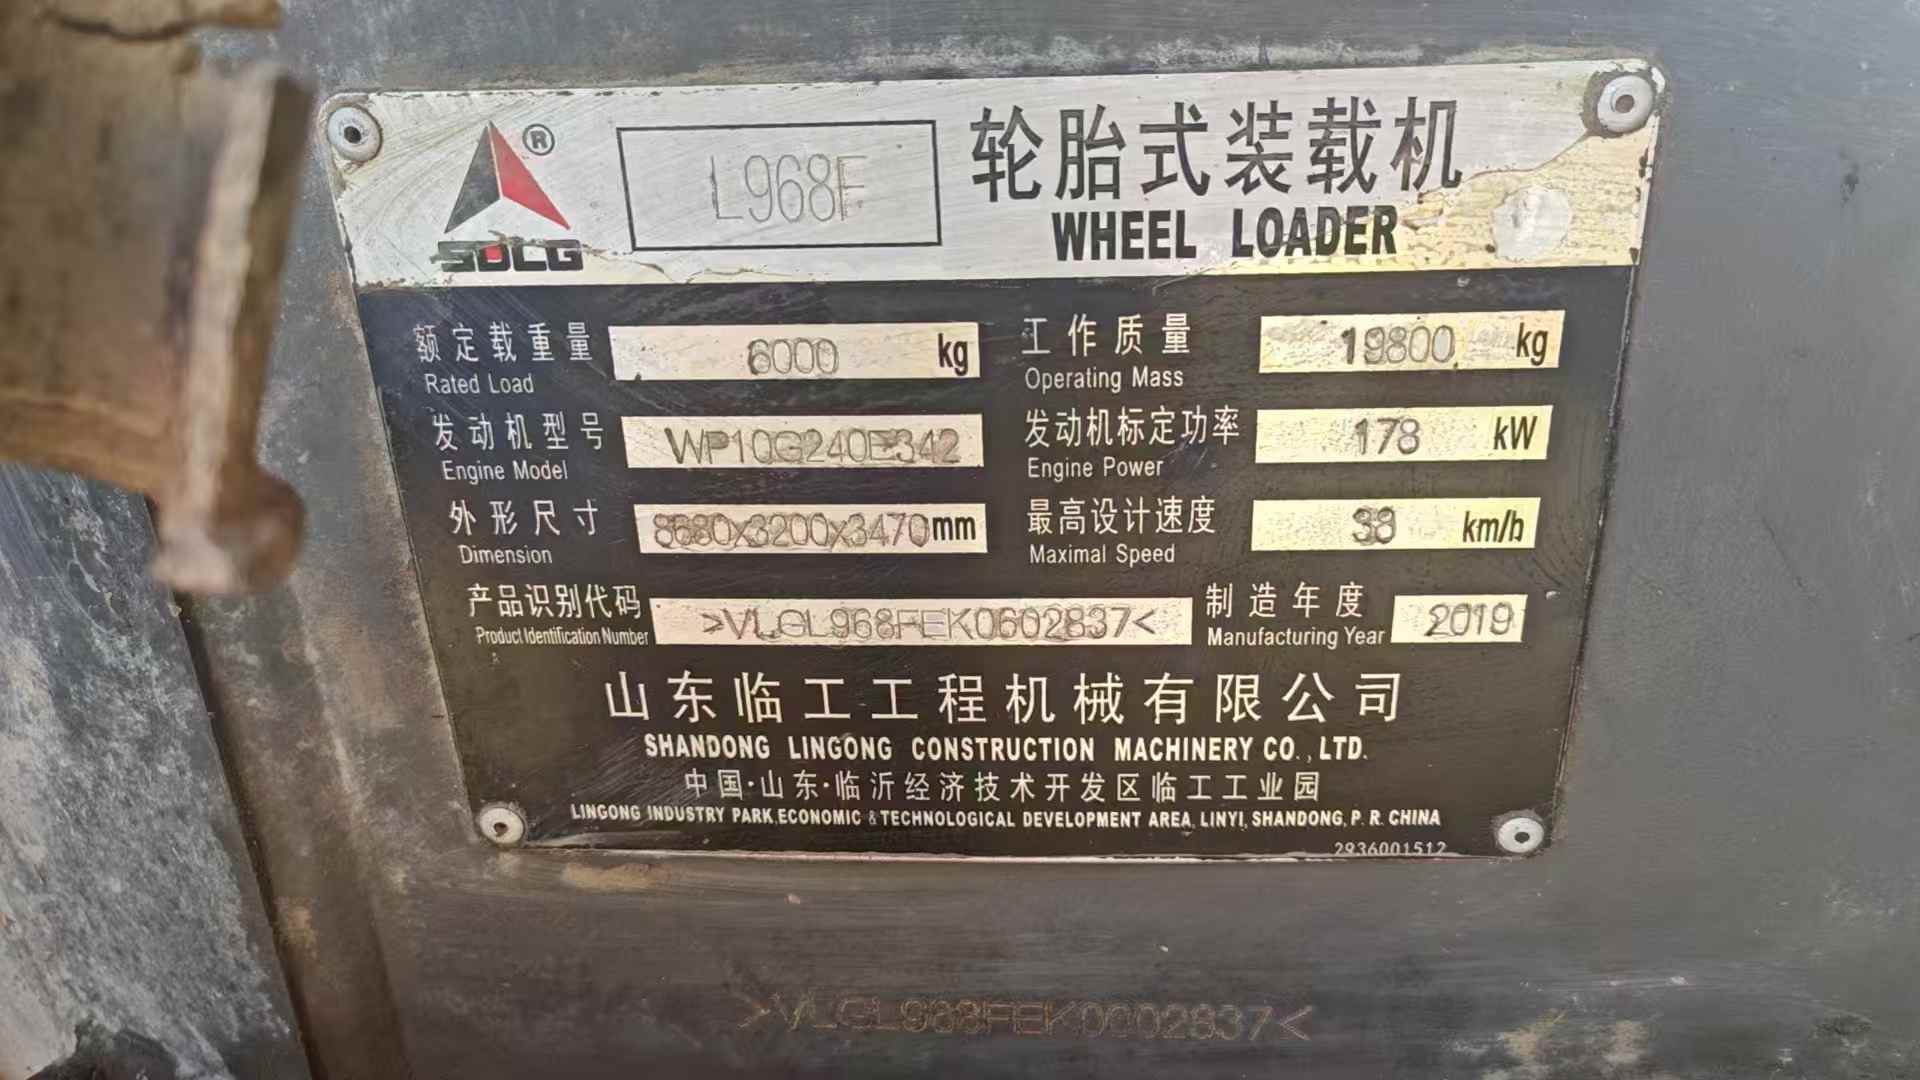 SDLG ®
L968F
轮胎式装载机
WHEEL LOADER
额定载重量 6000 kg 工作质量 19800 kg
Rated Load Operating Mass
发动机型号 WP10G240E342 发动机标定功率 178 kW
Engine Model Engine Power
外形尺寸 8680x3200x3470mm 最高设计速度 38 km/h
Dimension Maximal Speed
产品识别代码 >VLGL968FEK0602837< 制造年度 2019
Product Identification Number Manufacturing Year
山东临工工程机械有限公司
SHANDONG LINGONG CONSTRUCTION MACHINERY CO., LTD.
中国·山东·临沂经济技术开发区临工工业园
LINGONG INDUSTRY PARK,ECONOMIC & TECHNOLOGICAL DEVELOPMENT AREA, LINYI, SHANDONG, P. R. CHINA
2936001512
>VLGL968FEK0602837<